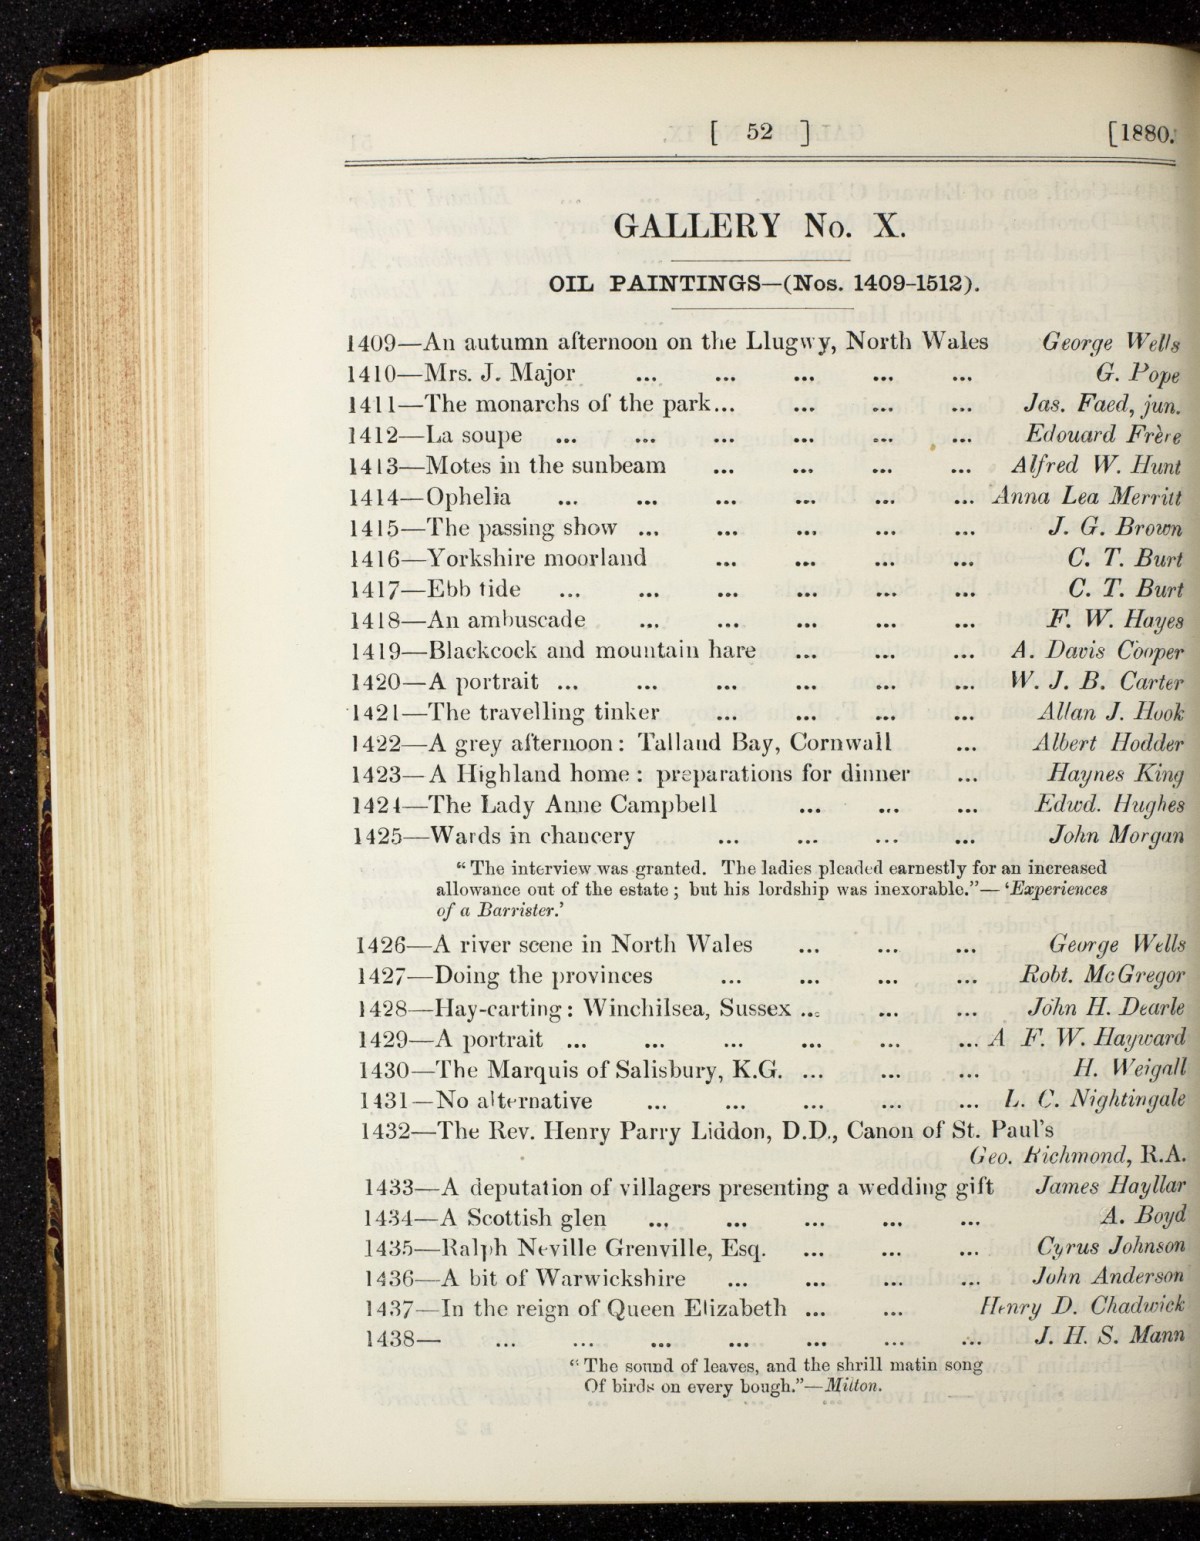 [ 52 ] [1880.
GALLERY No. X.
OIL PAINTINGS—(Nos. 1409-1512).
1409—An autumn afternoon on the Llugwy, North Wales George Wells
1410—Mrs. J. Major ... ... ... ... ... G. Pope
1411—The monarchs of the park... ... ... ... Jas. Faed, jun.
1412—La soupe ... ... ... ... ... ... Edouard Frère
1413—Motes in the sunbeam ... ... ... ... Alfred W. Hunt
1414—Ophelia ... ... ... ... ... ... Anna Lea Merritt
1415—The passing show ... ... ... ... ... J. G. Brown
1416—Yorkshire moorland ... ... ... ... C. T. Burt
1417—Ebb tide ... ... ... ... ... ... C. T. Burt
1418—An ambuscade ... ... ... ... ... F. W. Hayes
1419—Blackcock and mountain hare ... ... ... A. Davis Cooper
1420—A portrait ... ... ... ... ... ... W. J. B. Carter
1421—The travelling tinker ... ... ... ... Allan J. Hook
1422—A grey afternoon: Talland Bay, Cornwall ... Albert Hodder
1423—A Highland home: preparations for dinner ... Haynes King
1424—The Lady Anne Campbell ... ... ... Edwd. Hughes
1425—Wards in chancery ... ... ... ... John Morgan
“The interview was granted. The ladies pleaded earnestly for an increased
allowance out of the estate; but his lordship was inexorable.”—‘Experiences
of a Barrister.’
1426—A river scene in North Wales ... ... ... George Wells
1427—Doing the provinces ... ... ... ... Robt. McGregor
1428—Hay-carting: Winchilsea, Sussex ... ... ... John H. Dearle
1429—A portrait ... ... ... ... ... ... A F. W. Hayward
1430—The Marquis of Salisbury, K.G. ... ... ... H. Weigall
1431—No alternative ... ... ... ... ... L. C. Nightingale
1432—The Rev. Henry Parry Liddon, D.D., Canon of St. Paul's
Geo. Richmond, R.A.
1433—A deputation of villagers presenting a wedding gift James Hayllar
1434—A Scottish glen ... ... ... ... ... A. Boyd
1435—Ralph Neville Grenville, Esq. ... ... ... Cyrus Johnson
1436—A bit of Warwickshire ... ... ... ... John Anderson
1437—In the reign of Queen Elizabeth ... ... Henry D. Chadwick
1438— ... ... ... ... ... ... ... J. H. S. Mann
“The sound of leaves, and the shrill matin song
Of birds on every bough.”—Milton.